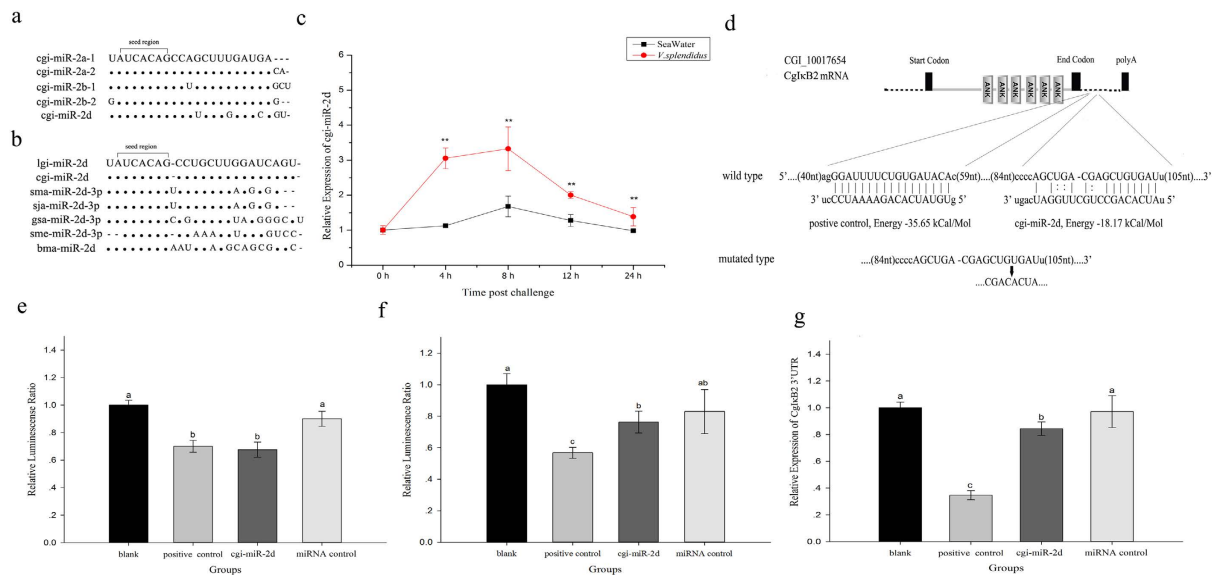 a
seed region
cgi-miR-2a-1 UAUCACAGCCAGCUUUGAUGA---
cgi-miR-2a-2 •••••••••••••••••••••CA-
cgi-miR-2b-1 ••••••••••U••••••••••GCU
cgi-miR-2b-2 G••••••••••••••••••••G--
cgi-miR-2d •••••••••••U•••G•••C•GU-
b
seed region
lgi-miR-2d UAUCACAG-CCUGCUUGGAUCAGU-
cgi-miR-2d ••••••••-•••••••••••••••-
sma-miR-2d-3p ••••••••U•••••••A•G•G•••-
sja-miR-2d-3p ••••••••-•••••••A•G•G•••-
gsa-miR-2d-3p ••••••••C•G•••••UA•GGGC•U
sme-miR-2d-3p --••••••-••AAA••U••GUCC--
bma-miR-2d ••••••••AAU••A•GCAGCG••C-
c
SeaWater
V.splendidus
Relative Expression of cgi-miR-2d
6
5
4
3
2
1
0
**
**
**
**
0 h
4 h
8 h
12 h
24 h
Time post challenge
d
CGI_10017654
CgIκB2 mRNA
Start Codon
End Codon
polyA
ANK ANK ANK ANK ANK ANK
wild type
5’....(40nt)agGGAUUUUCUGUGAUACAc(59nt)....(84nt)ccccAGCUGA -CGAGCUGUGAUu(105nt)....3’
3' ucCCUAAAAGACACUAUGUg 5'
3' ugacUAGGUUCGUCCGACACUAu 5'
postive control, Energy -35.65 kCal/Mol
cgi-miR-2d, Energy -18.17 kCal/Mol
mutated type
....(84nt)ccccAGCUGA -CGAGCUGUGAUu(105nt)....3’
....CGACACUA....
e
Relative Luminescense Ratio
1.4
1.2
1.0
.8
.6
.4
.2
0.0
a
b
b
a
blank
positive control
cgi-miR-2d
miRNA control
Groups
f
Relative Luminescence Ratio
1.4
1.2
1.0
.8
.6
.4
.2
0.0
a
c
b
ab
blank
positive control
cgi-miR-2d
miRNA control
Groups
g
Relative Expression of CgIκB2 3’UTR
1.4
1.2
1.0
.8
.6
.4
.2
0.0
a
c
b
a
blank
positive control
cgi-miR-2d
miRNA control
Groups